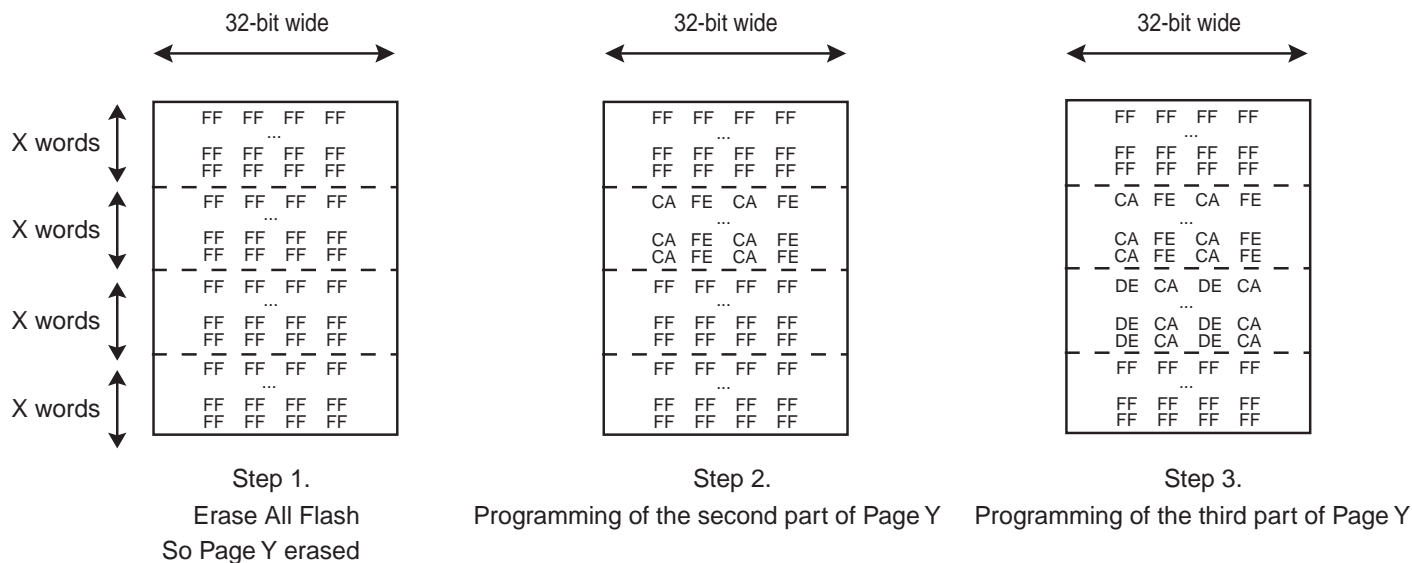 32-bit wide
32-bit wide
32-bit wide
X words
FF FF FF FF
...
FF FF FF FF
FF FF FF FF
X words
FF FF FF FF
...
FF FF FF FF
FF FF FF FF
X words
FF FF FF FF
...
FF FF FF FF
FF FF FF FF
X words
FF FF FF FF
...
FF FF FF FF
FF FF FF FF
Step 1.
Erase All Flash
So Page Y erased
FF FF FF FF
...
FF FF FF FF
FF FF FF FF
CA FE CA FE
...
CA FE CA FE
CA FE CA FE
FF FF FF FF
...
FF FF FF FF
FF FF FF FF
FF FF FF FF
...
FF FF FF FF
FF FF FF FF
Step 2.
Programming of the second part of Page Y
FF FF FF FF
...
FF FF FF FF
FF FF FF FF
CA FE CA FE
...
CA FE CA FE
CA FE CA FE
DE CA DE CA
...
DE CA DE CA
DE CA DE CA
FF FF FF FF
...
FF FF FF FF
FF FF FF FF
Step 3.
Programming of the third part of Page Y